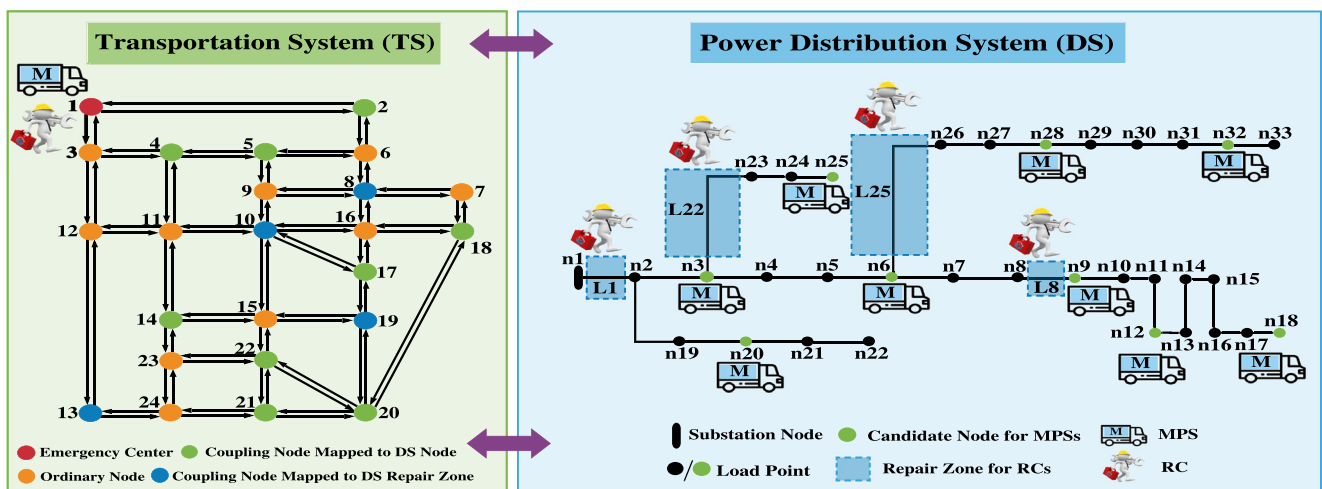 Transportation System (TS)
Power Distribution System (DS)
M
1
2
3
4
5
6
9
8
7
12
11
10
16
18
17
14
15
19
23
22
13
24
21
20
Emergency Center
Coupling Node Mapped to DS Node
Ordinary Node
Coupling Node Mapped to DS Repair Zone
n26 n27 n28 n29 n30 n31 n32 n33
M
M
n23 n24 n25
M
L22
L25
n1
n2 n3 n4 n5 n6 n7 n8 n9 n10 n11 n14
L1
L8
n15
M
M
M
n12
n13
n16 n17
n18
n19 n20 n21 n22
M
M
M
Substation Node
Candidate Node for MPSs
M
MPS
/
Load Point
Repair Zone for RCs
RC